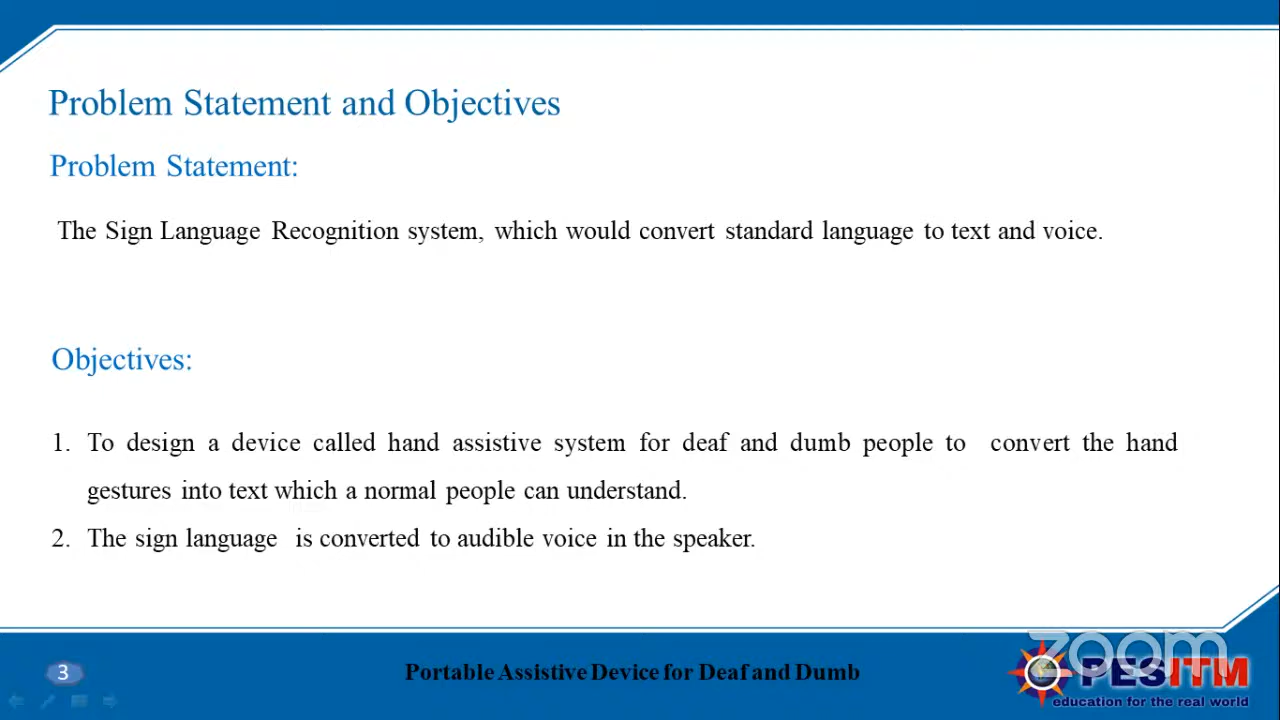 Problem Statement and Objectives
Problem Statement:
The Sign Language Recognition system, which would convert standard language to text and voice.
Objectives:
1. To design a device called hand assistive system for deaf and dumb people to convert the hand
gestures into text which a normal people can understand.
2. The sign language is converted to audible voice in the speaker.
3
Portable Assistive Device for Deaf and Dumb
zoom
PESITM
education for the real world